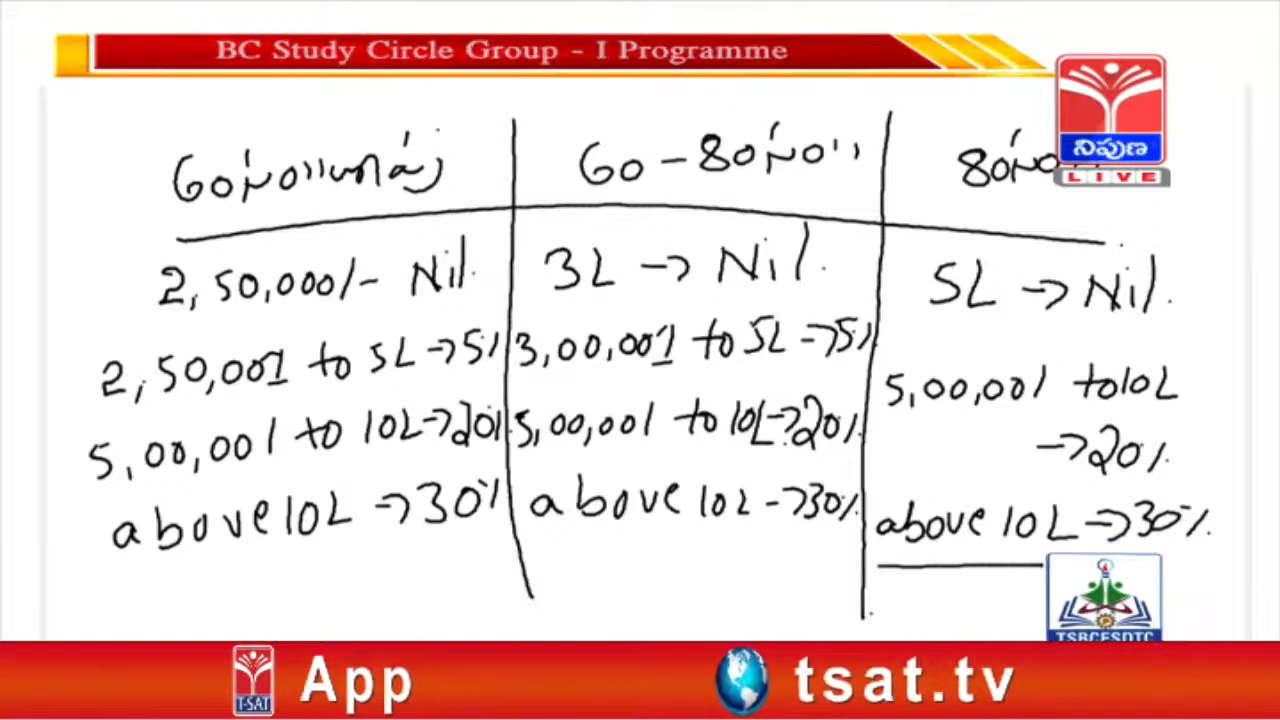 BC Study Circle Group - I Programme
నిపుణ
LIVE
60సం॥లలోపు
60 - 80సం॥
80సం
2,50,000/- Nil.
3L → Nil.
5L → Nil.
2,50,001 to 5L → 5%
3,00,001 to 5L → 5%
5,00,001 to 10L
→ 20%
5,00,001 to 10L → 20%
5,00,001 to 10L → 20%
above 10L → 30%
above 10L → 30%
above 10L → 30%
TSBCESDTC
T-SAT
App
tsat.tv